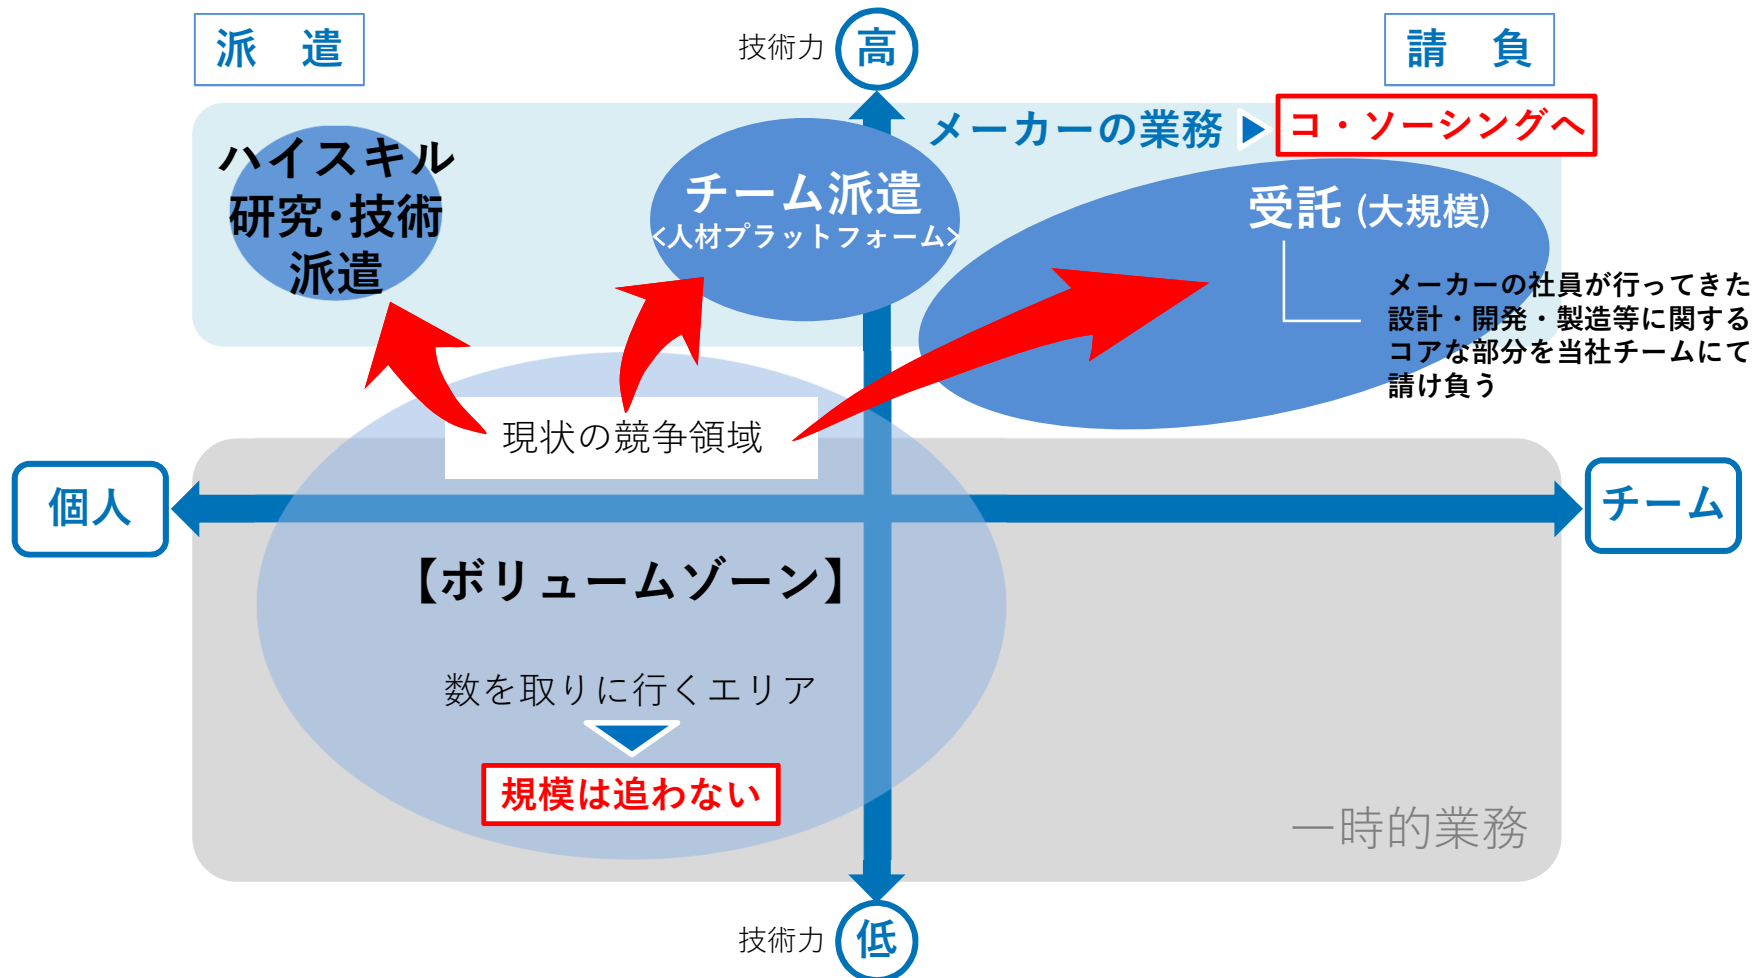 派 遣
技術力 高
請 負
メーカーの業務
コ・ソーシングへ
ハイスキル
研究・技術
派遣
チーム派遣
<人材プラットフォーム>
受託 (大規模)
メーカーの社員が行ってきた
設計・開発・製造等に関する
コアな部分を当社チームにて
請け負う
現状の競争領域
個人
チーム
【ボリュームゾーン】
数を取りに行くエリア
規模は追わない
一時的業務
技術力 低